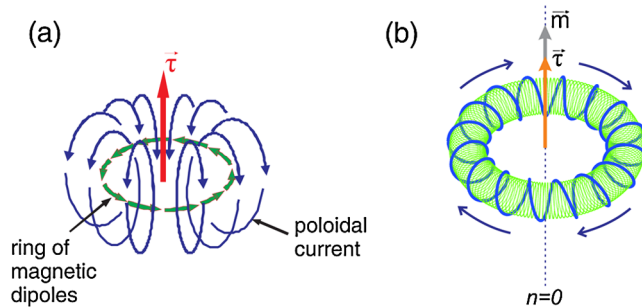 (a)
τ⃗
ring of
magnetic
dipoles
poloidal
current
(b)
m⃗
τ⃗
n=0